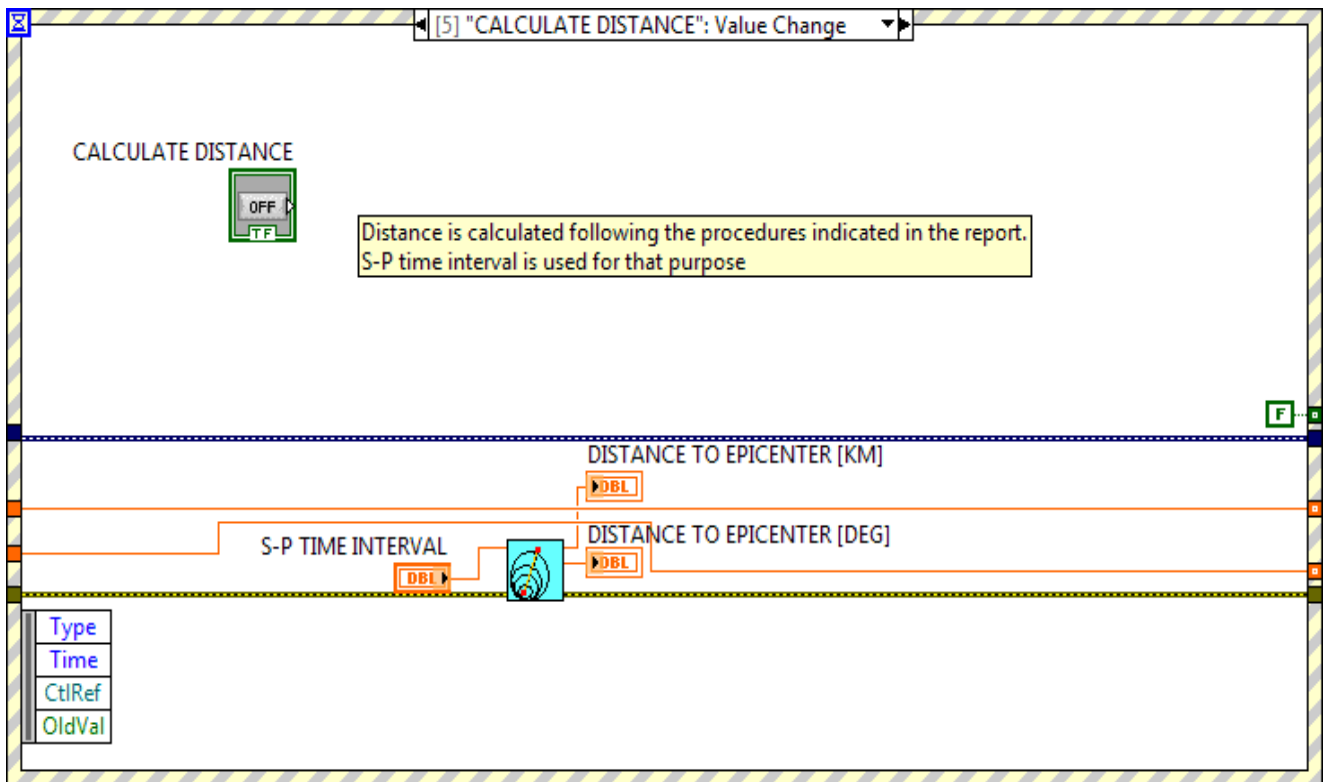 [5] "CALCULATE DISTANCE": Value Change
CALCULATE DISTANCE
OFF
TF
Distance is calculated following the procedures indicated in the report.
S-P time interval is used for that purpose
F
DISTANCE TO EPICENTER [KM]
DBL
S-P TIME INTERVAL
DBL
DISTANCE TO EPICENTER [DEG]
DBL
Type
Time
CtlRef
OldVal